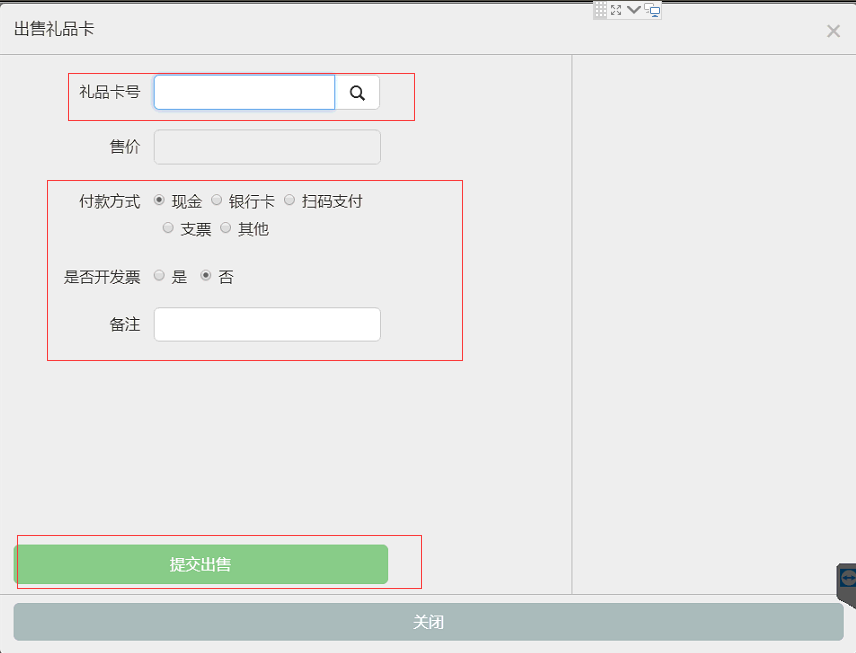 出售礼品卡
礼品卡号
售价
付款方式 现金 银行卡 扫码支付
支票 其他
是否开发票 是 否
备注
提交出售
关闭